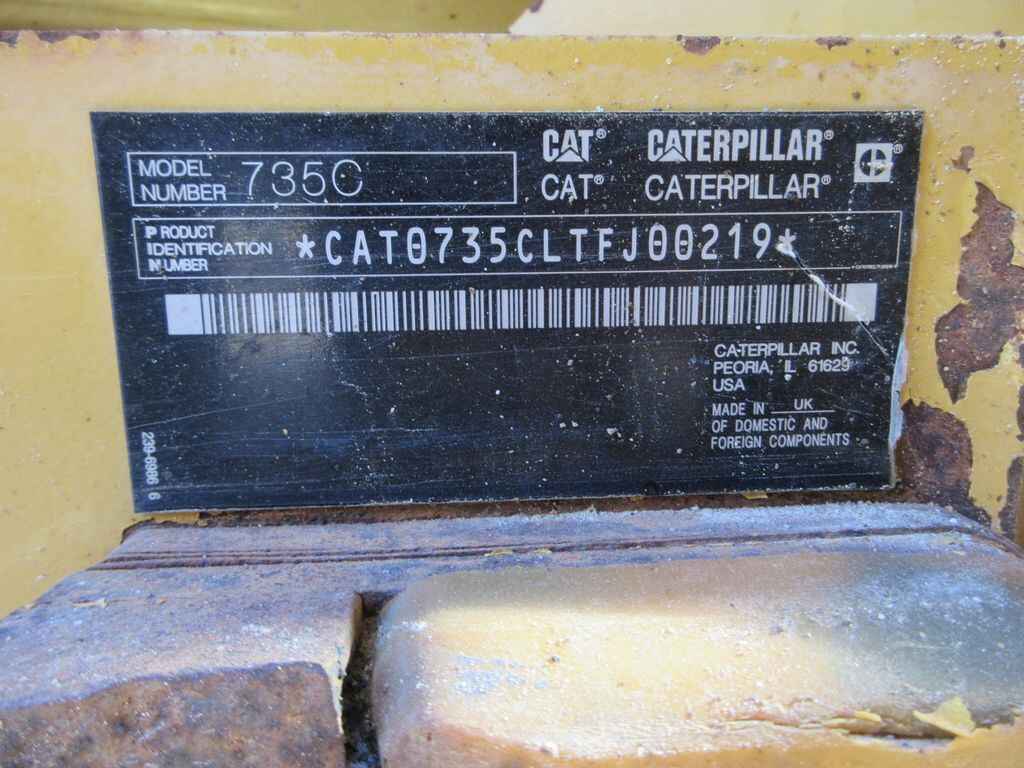 CAT® CATERPILLAR®
CAT® CATERPILLAR®
MODEL NUMBER 735C
PRODUCT IDENTIFICATION NUMBER *CAT0735CLTFJ00219*
CATERPILLAR INC.
PEORIA, IL 61629
USA
MADE IN UK
OF DOMESTIC AND
FOREIGN COMPONENTS
239-6986 6